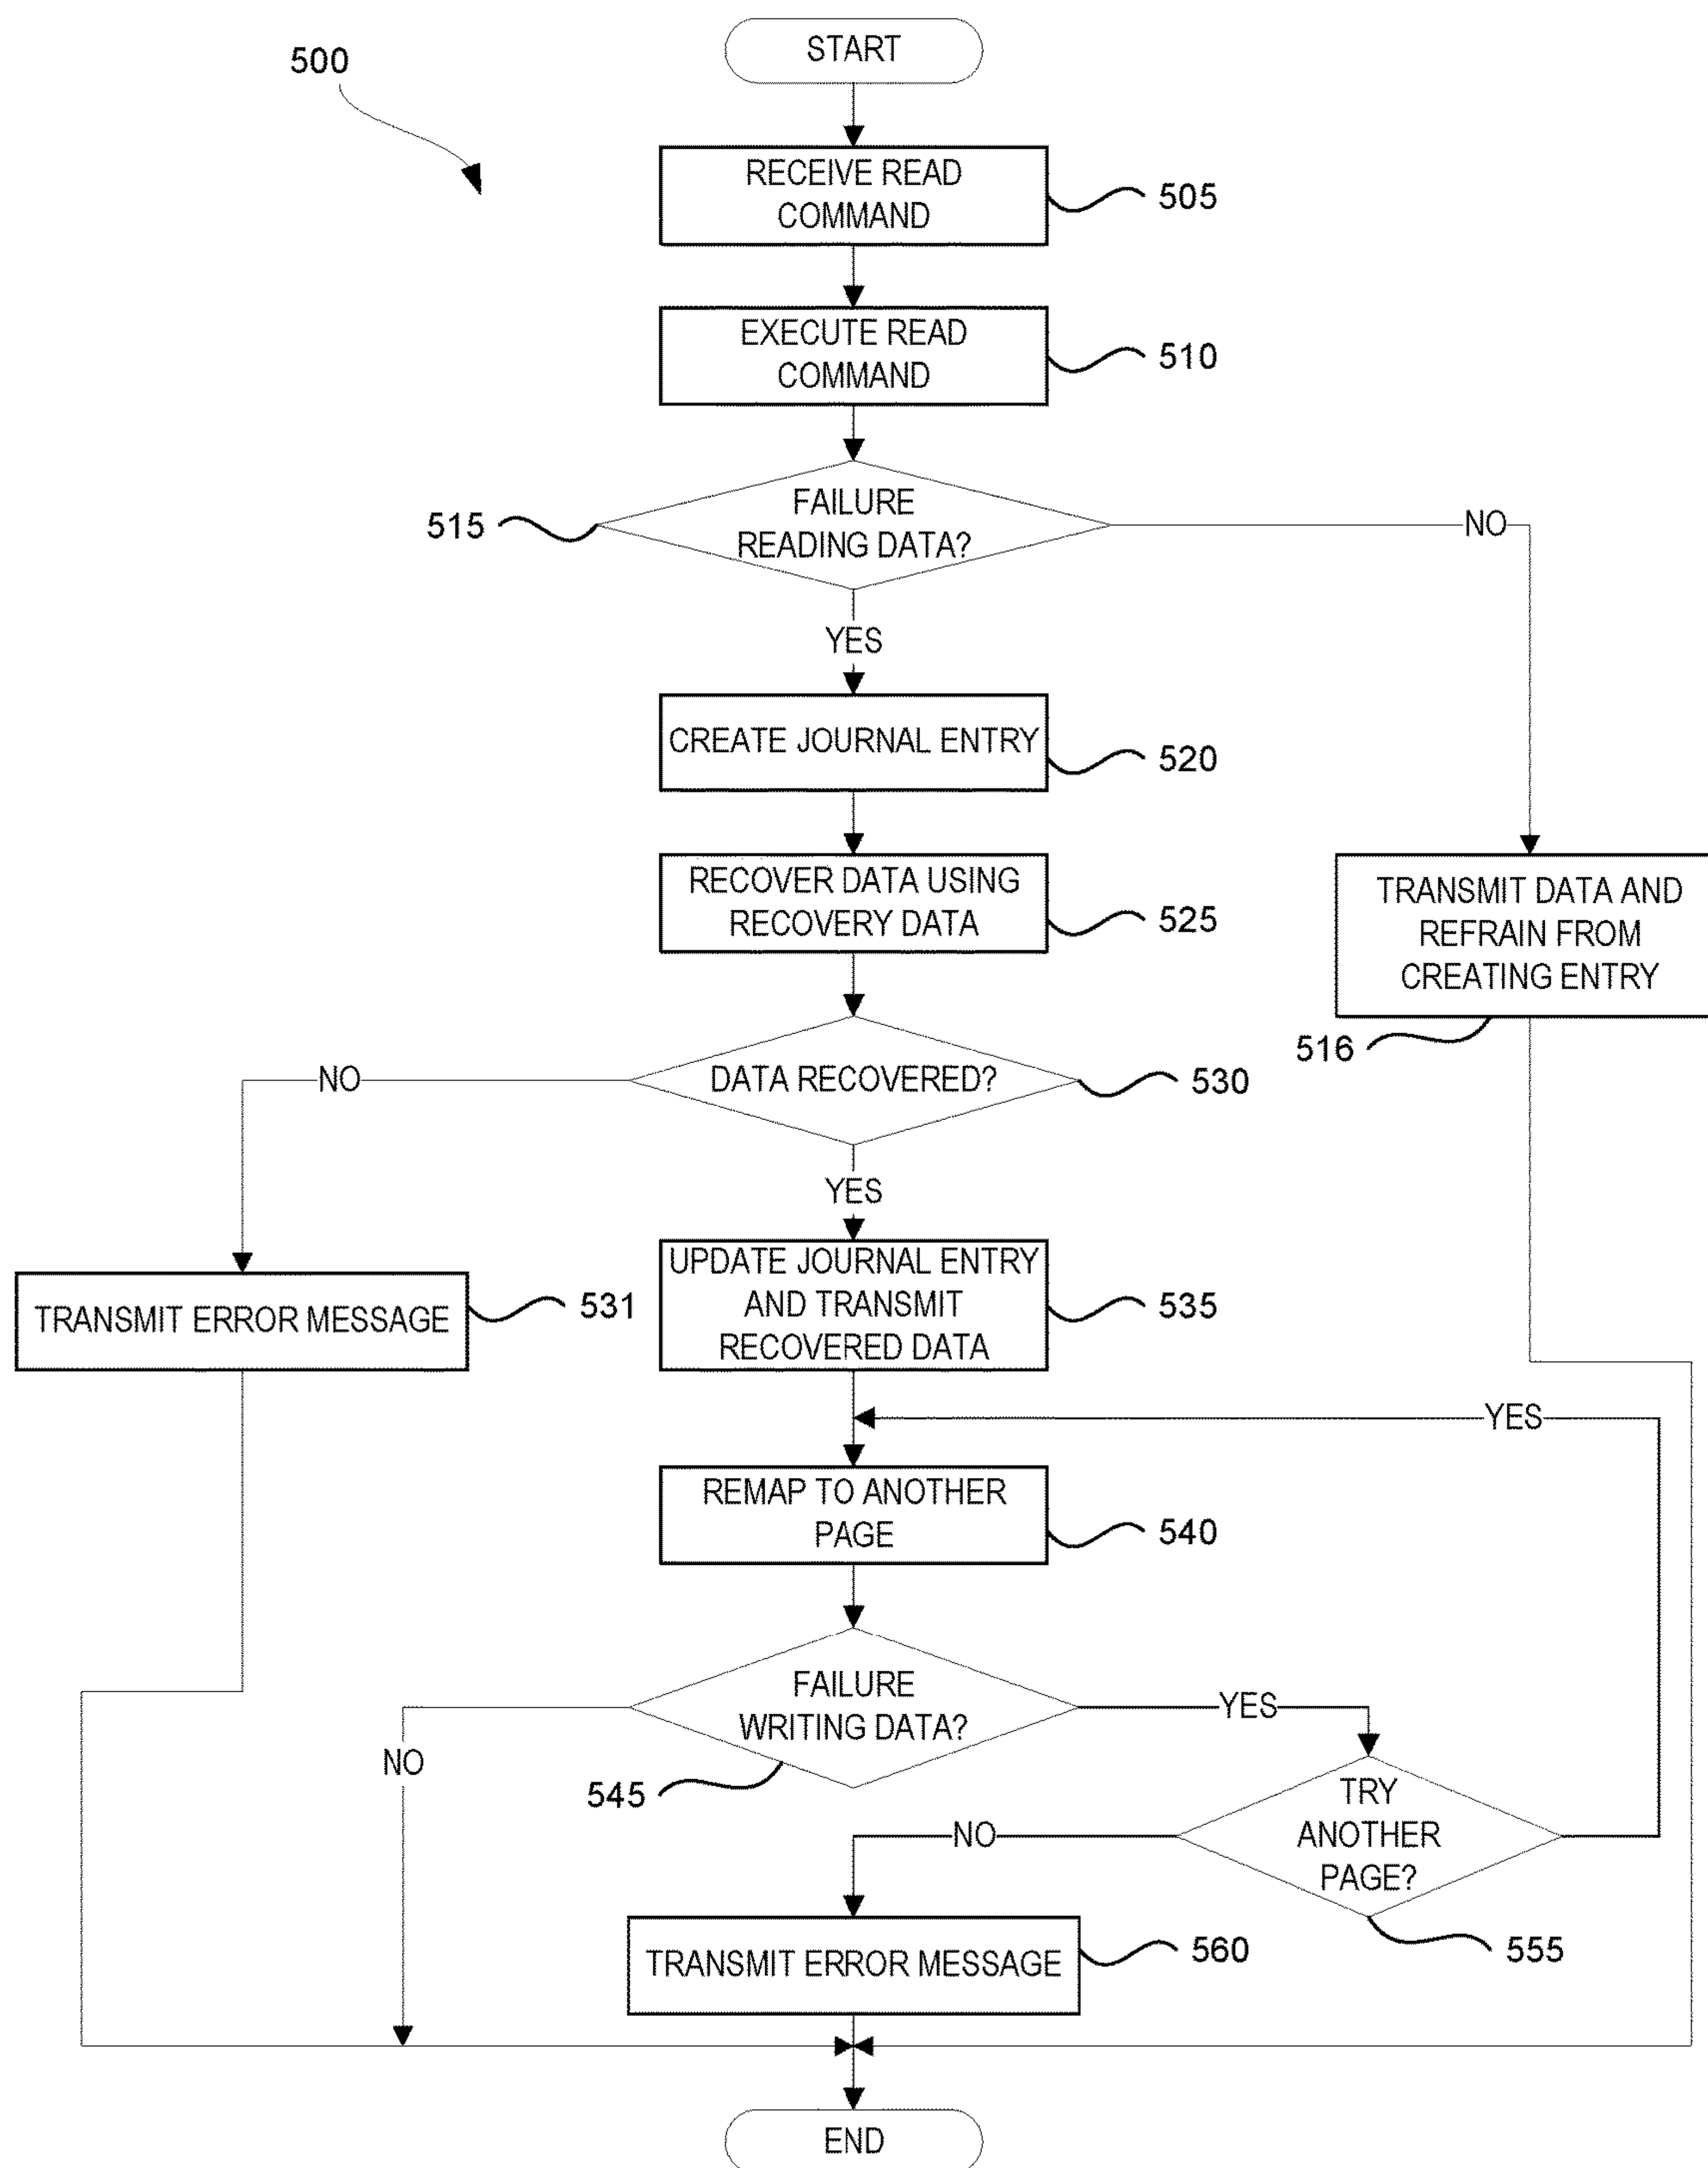 START
500
RECEIVE READ
COMMAND
505
EXECUTE READ
COMMAND
510
FAILURE
READING DATA?
515
NO
YES
CREATE JOURNAL ENTRY
520
RECOVER DATA USING
RECOVERY DATA
525
TRANSMIT DATA AND
REFRAIN FROM
CREATING ENTRY
516
NO
DATA RECOVERED?
530
YES
TRANSMIT ERROR MESSAGE
531
UPDATE JOURNAL ENTRY
AND TRANSMIT
RECOVERED DATA
535
YES
REMAP TO ANOTHER
PAGE
540
FAILURE
WRITING DATA?
545
YES
NO
TRY
ANOTHER
PAGE?
555
NO
TRANSMIT ERROR MESSAGE
560
END